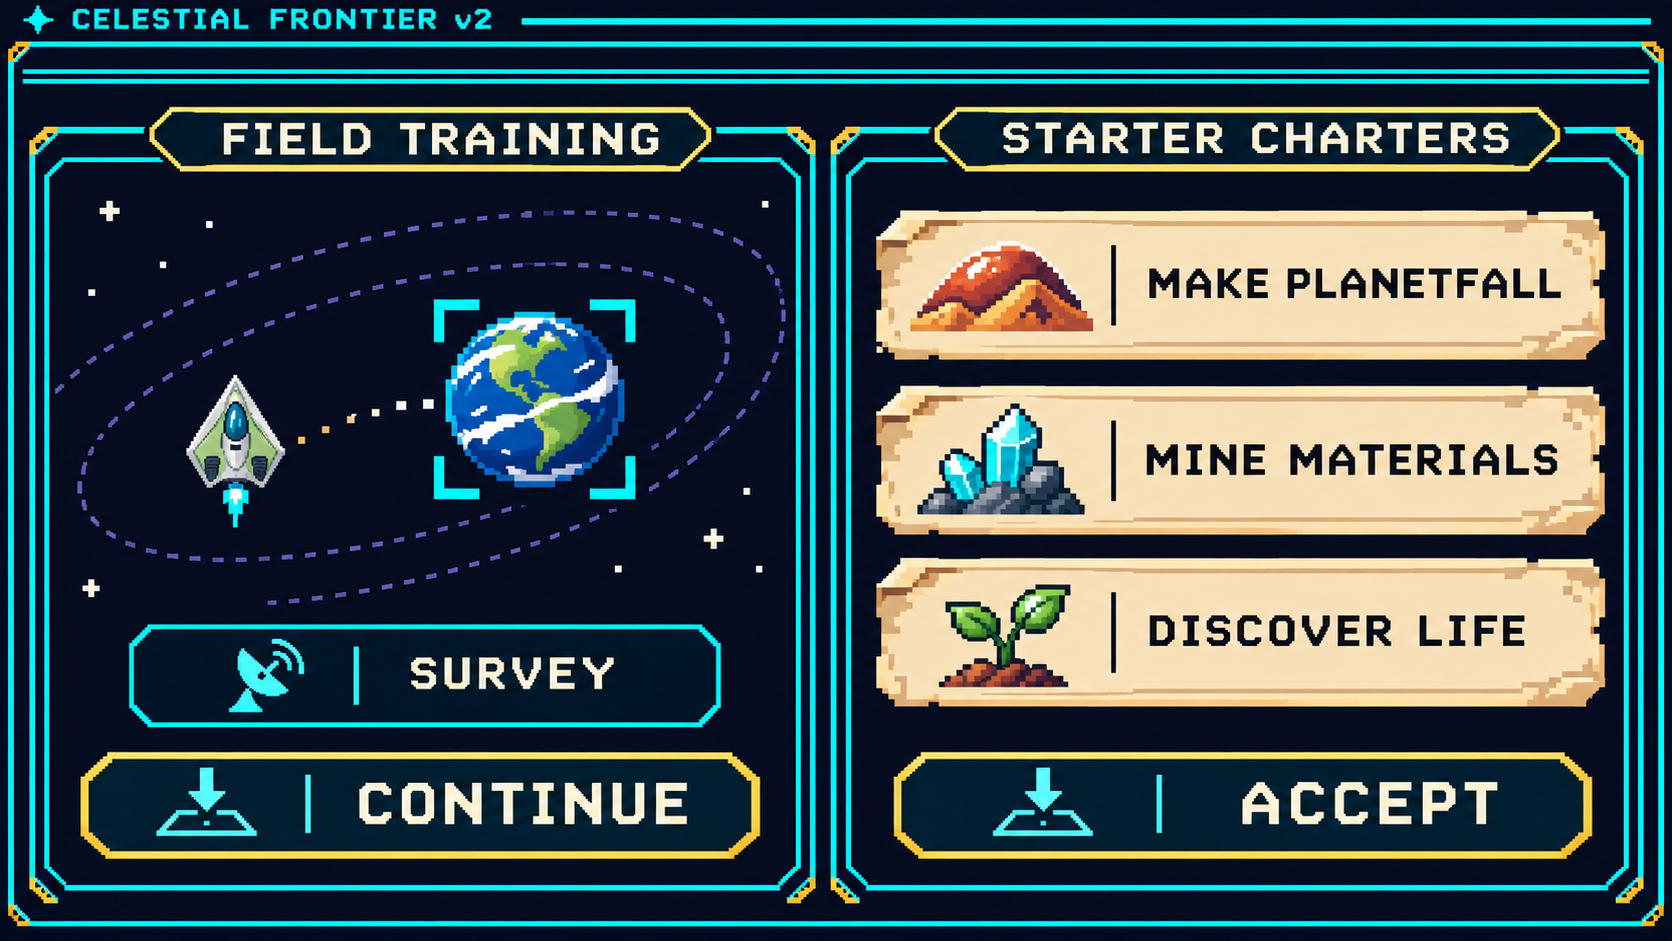 CELESTIAL FRONTIER v2
FIELD TRAINING
SURVEY
CONTINUE
STARTER CHARTERS
MAKE PLANETFALL
MINE MATERIALS
DISCOVER LIFE
ACCEPT